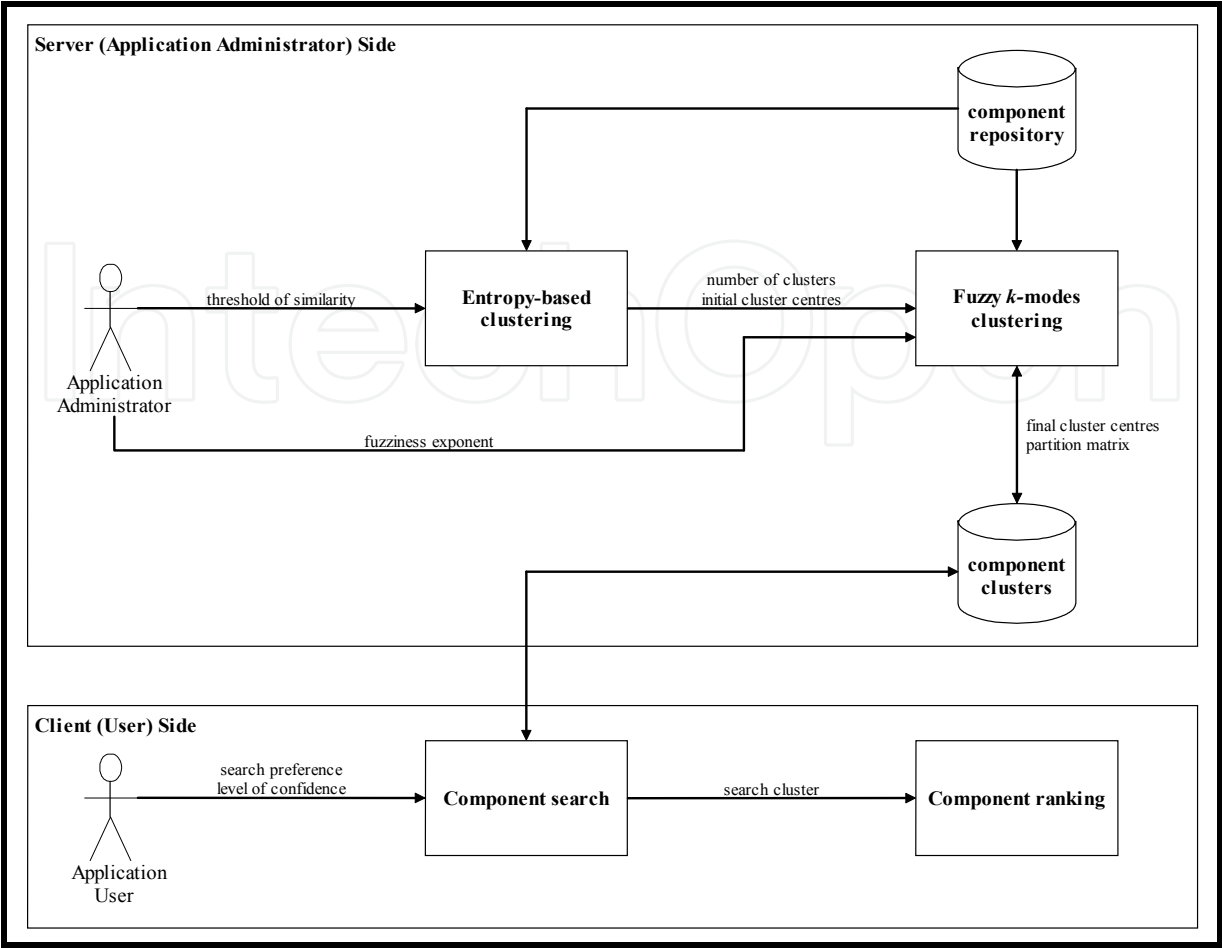 Server (Application Administrator) Side
component
repository
threshold of similarity
Entropy-based
clustering
number of clusters
initial cluster centres
Fuzzy k-modes
clustering
Application
Administrator
fuzziness exponent
final cluster centres
partition matrix
component
clusters
Client (User) Side
search preference
level of confidence
Component search
search cluster
Component ranking
Application
User
IntechOpen